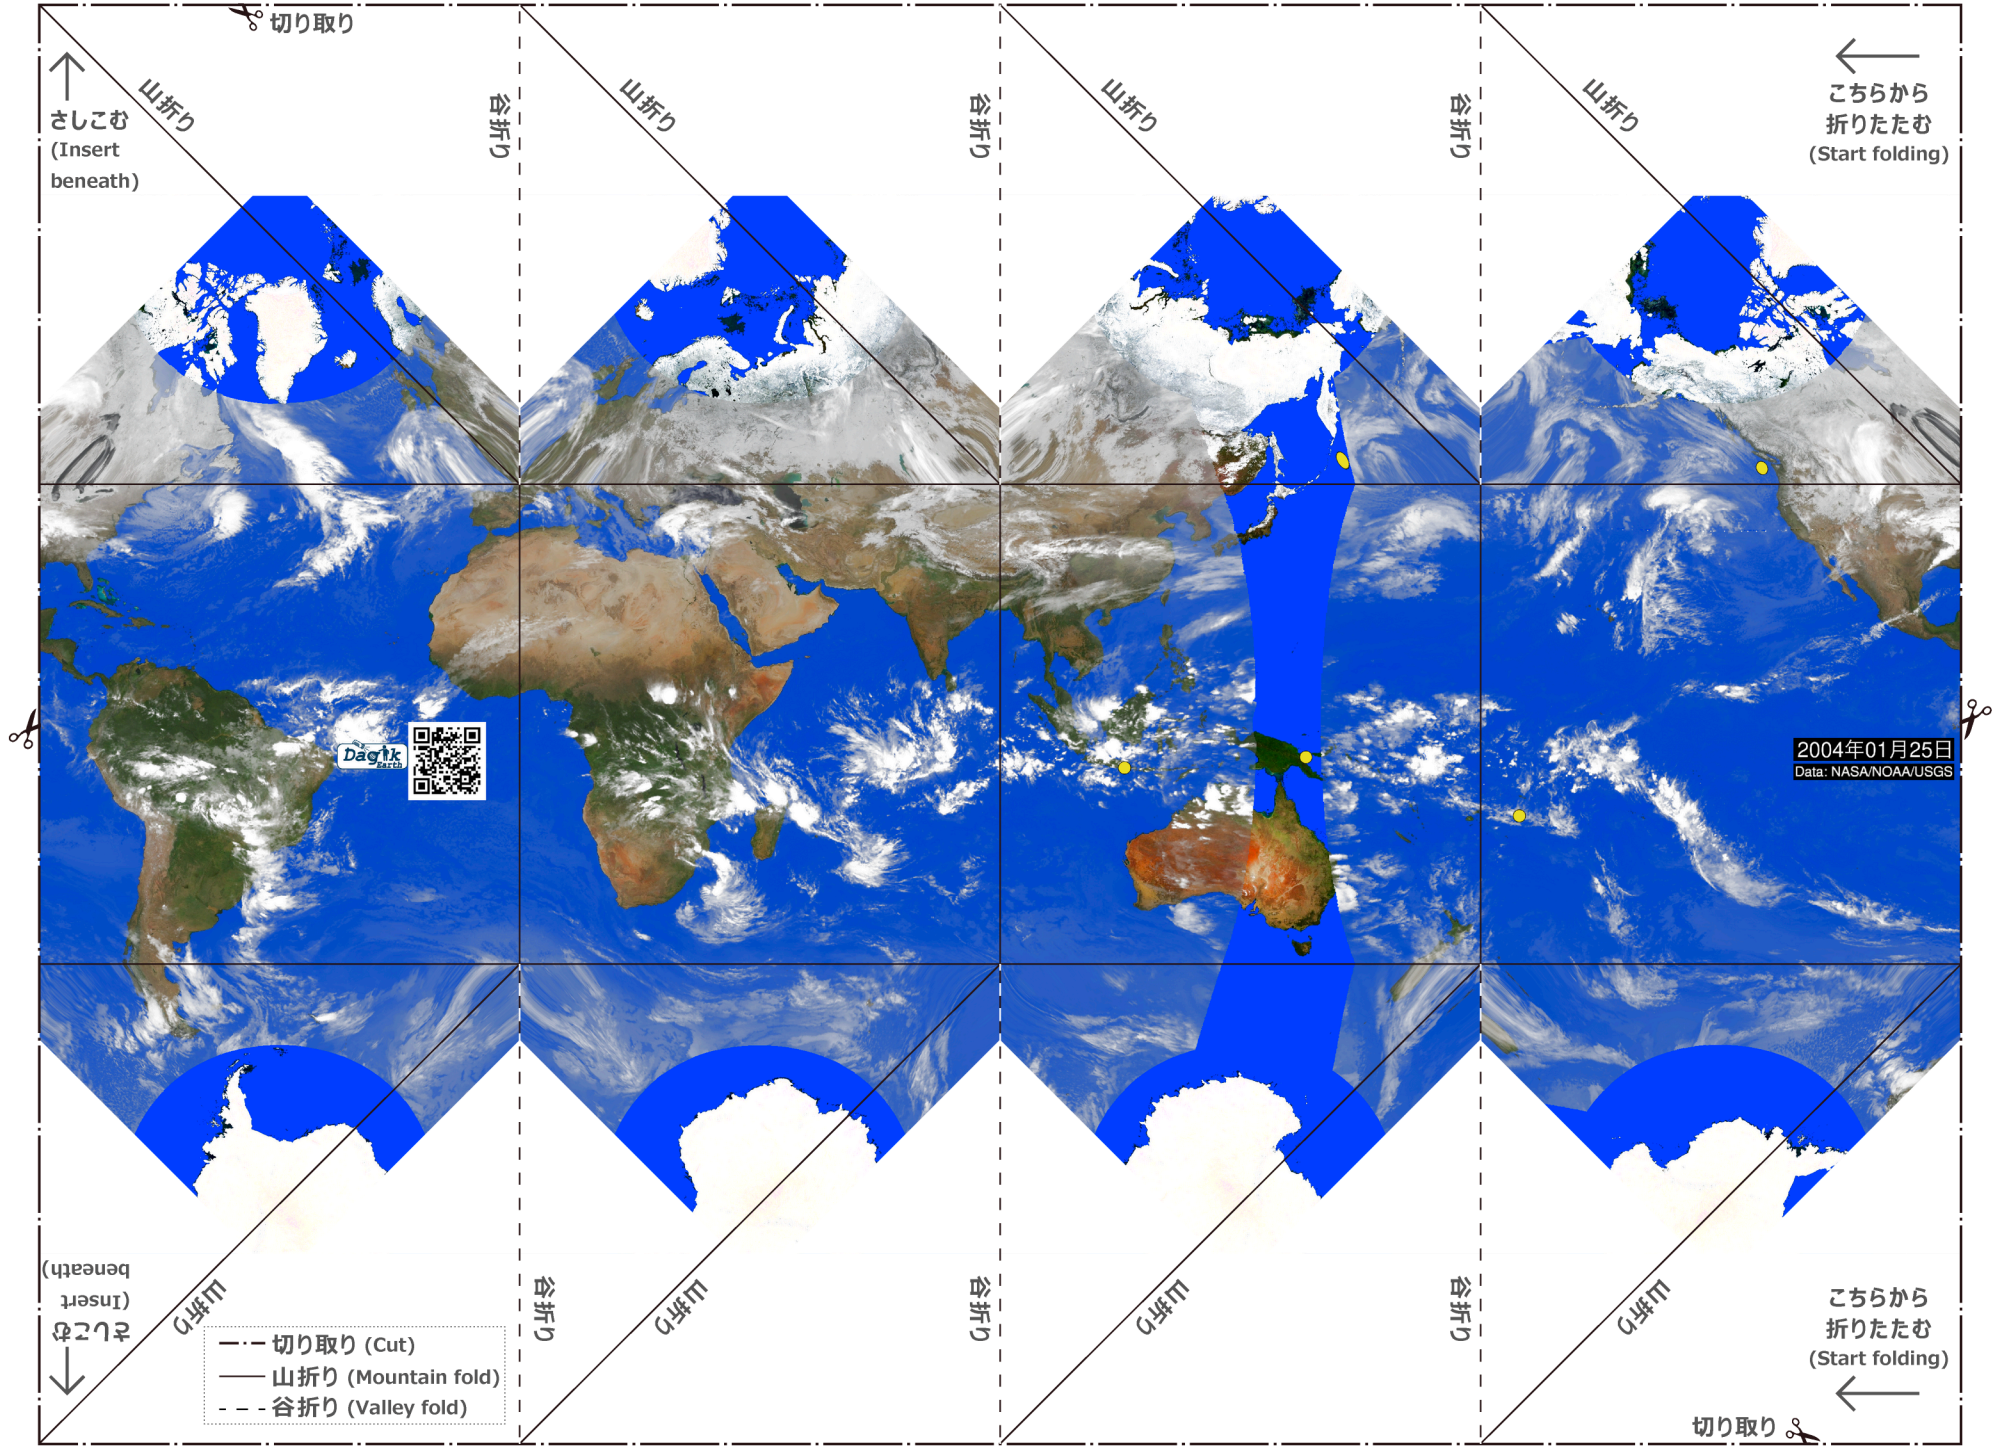 切り取り
さしこむ
(Insert
beneath)
山折り
谷折り
山折り
谷折り
山折り
谷折り
山折り
こちらから
折りたたむ
(Start folding)
Dagik
Earth
2004年01月25日
Data: NASA/NOAA/USGS
さしこむ
(Insert
beneath)
山折り
谷折り
山折り
谷折り
山折り
谷折り
山折り
こちらから
折りたたむ
(Start folding)
切り取り (Cut)
山折り (Mountain fold)
谷折り (Valley fold)
切り取り